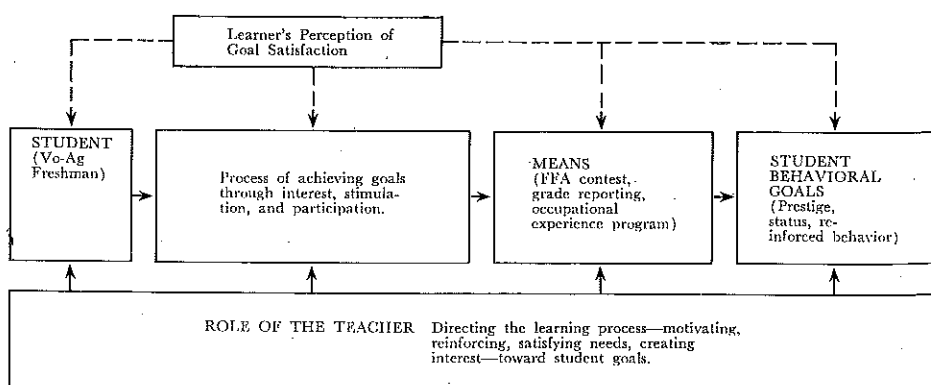 Learner's Perception of
Goal Satisfaction
STUDENT
(Vo-Ag
Freshman)
Process of achieving goals
through interest, stimula-
tion, and participation.
MEANS
(FFA contest,
grade reporting,
occupational
experience program)
STUDENT
BEHAVIORAL
GOALS
(Prestige,
status, re-
inforced behavior)
ROLE OF THE TEACHER Directing the learning process—motivating,
reinforcing, satisfying needs, creating
interest—toward student goals.